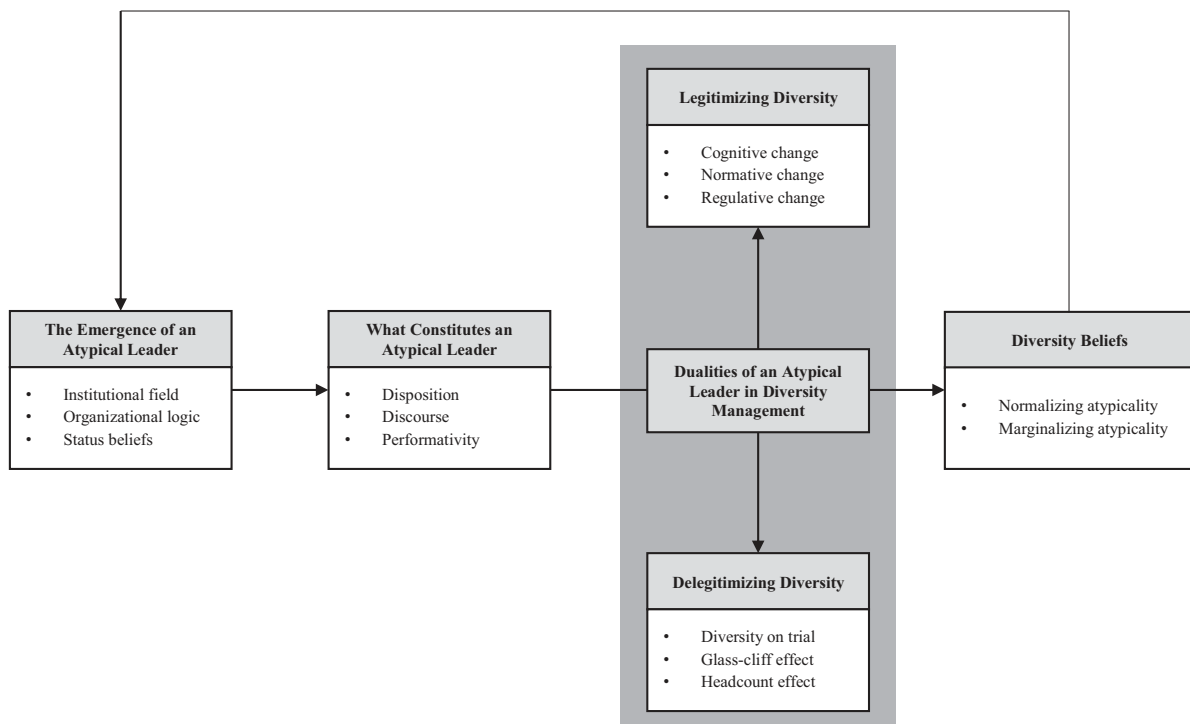 Legitimizing Diversity
• Cognitive change
• Normative change
• Regulative change
The Emergence of an
Atypical Leader
• Institutional field
• Organizational logic
• Status beliefs
What Constitutes an
Atypical Leader
• Disposition
• Discourse
• Performativity
Dualities of an Atypical
Leader in Diversity
Management
Diversity Beliefs
• Normalizing atypicality
• Marginalizing atypicality
Delegitimizing Diversity
• Diversity on trial
• Glass-cliff effect
• Headcount effect